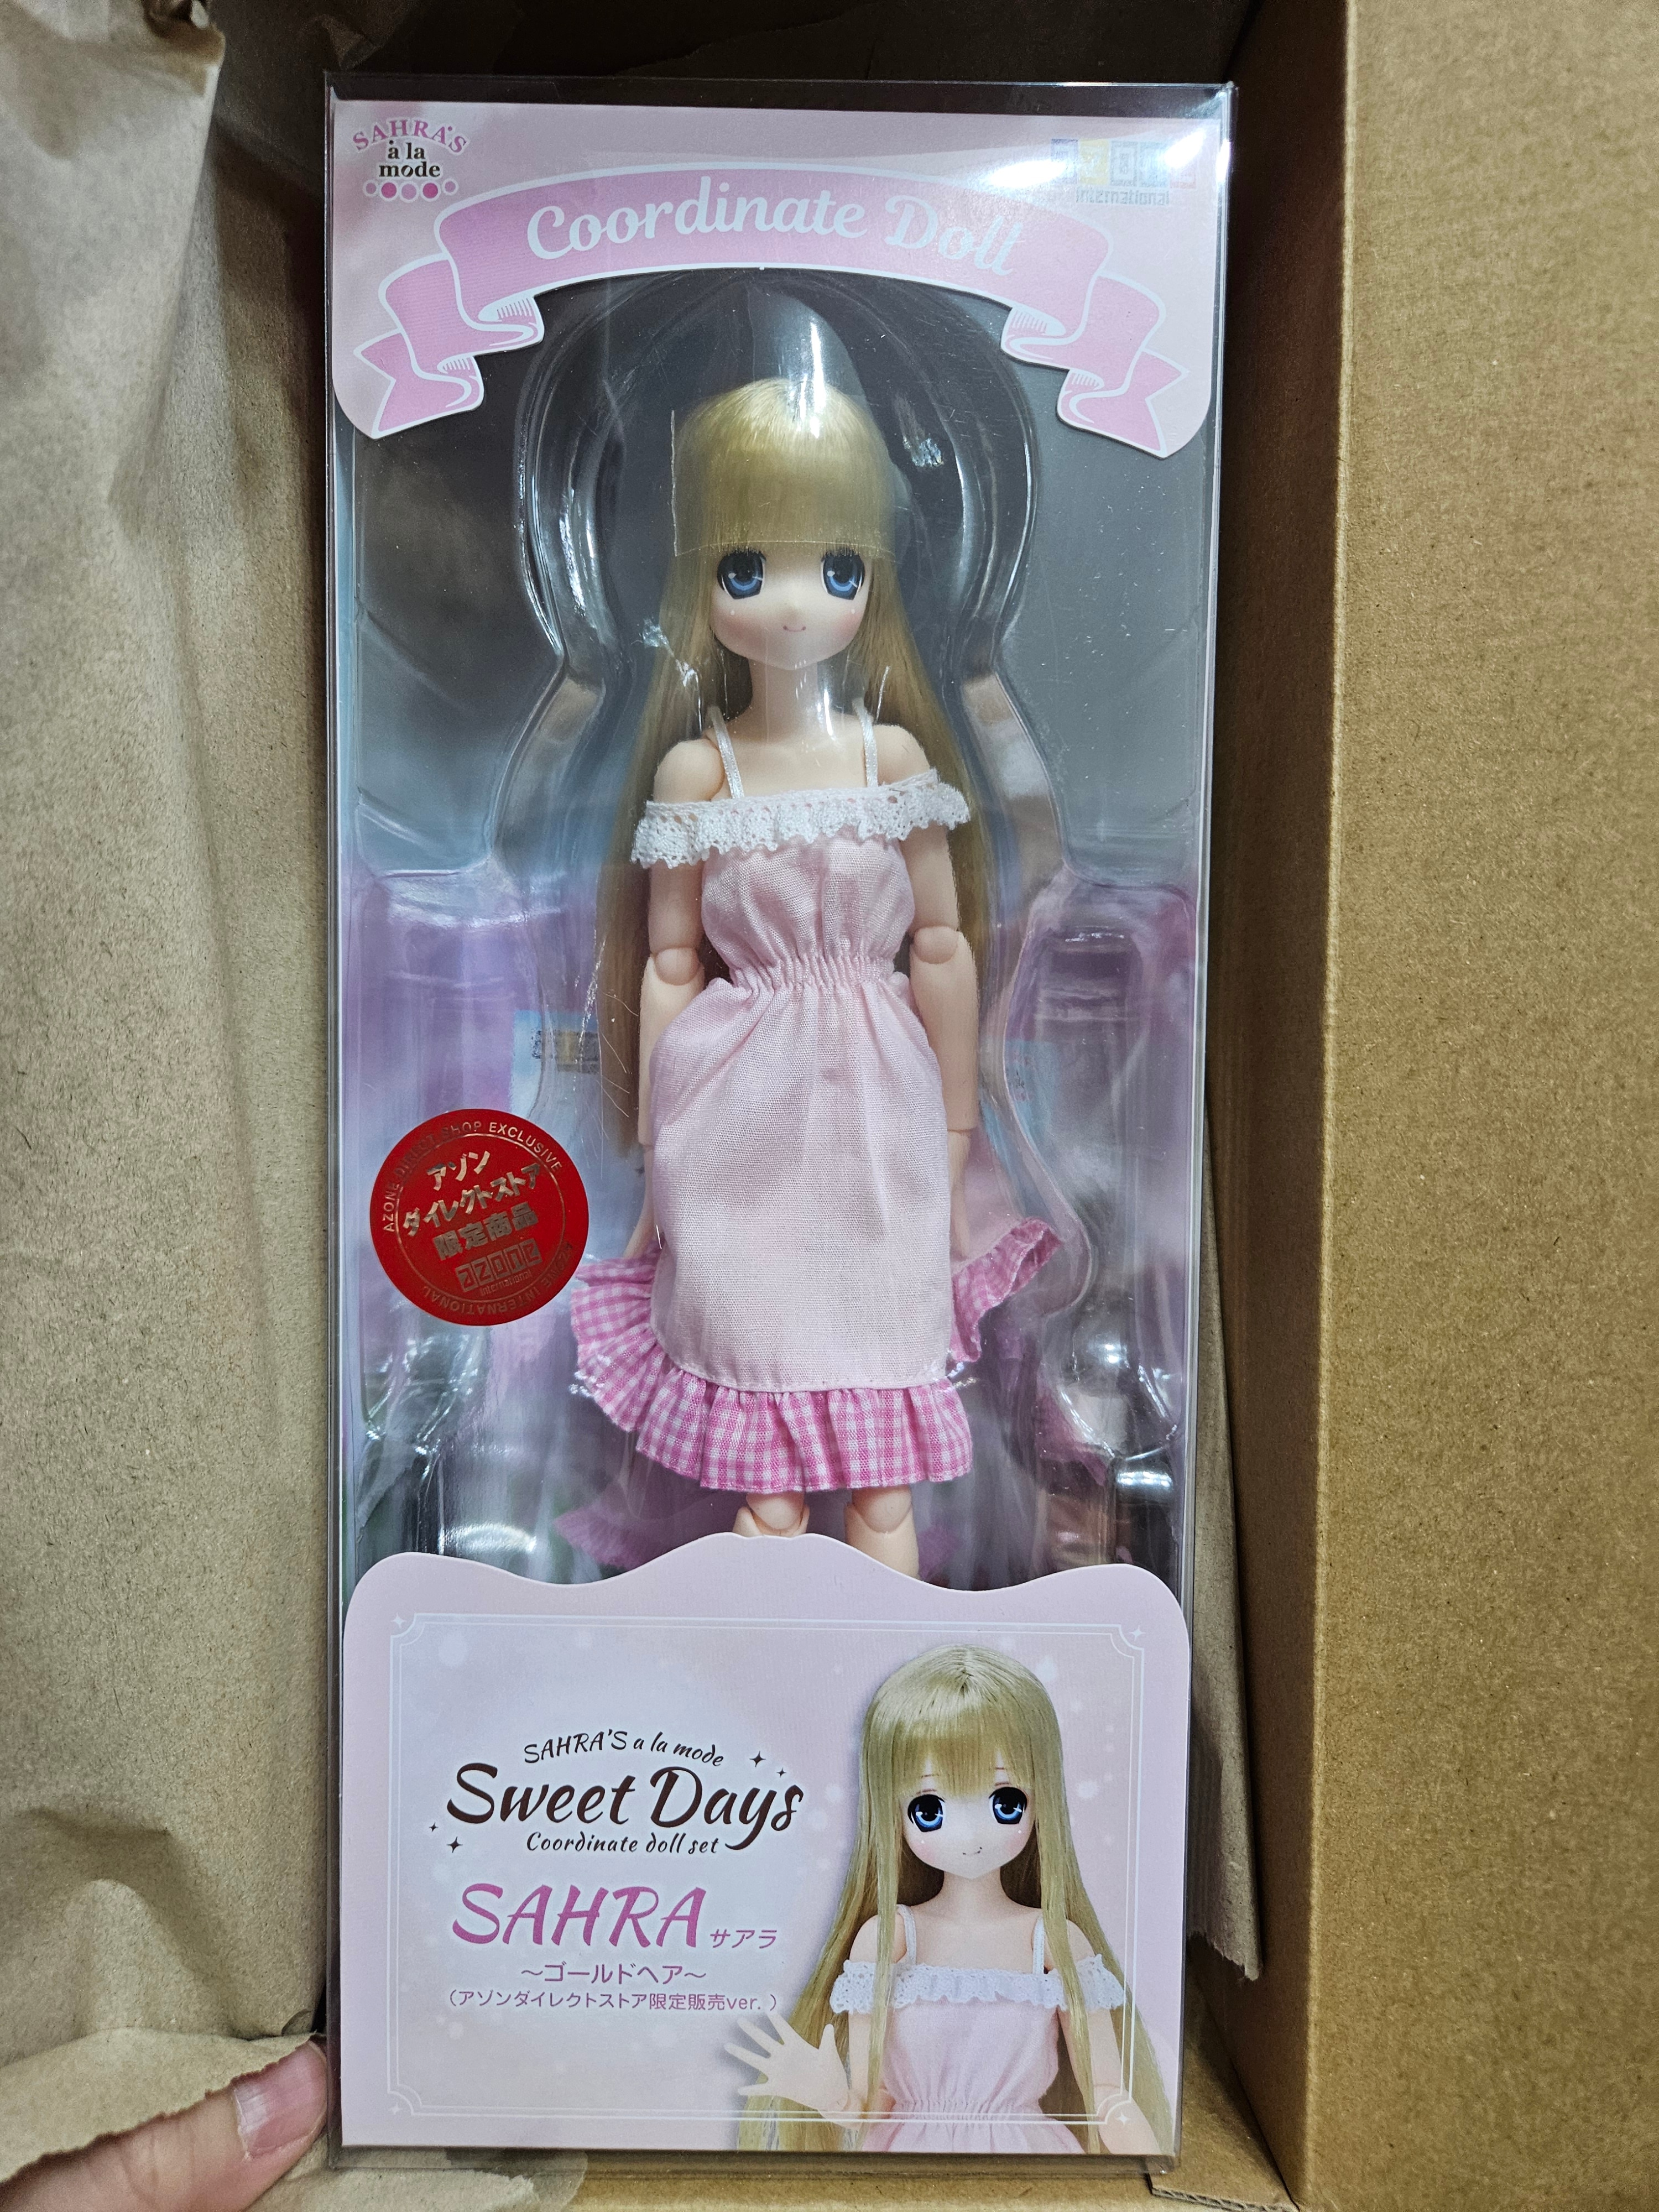 SAHRA'S
à la
mode
azone
international
Coordinate Doll
AZONE DIRECT SHOP EXCLUSIVE
アゾン
ダイレクトストア
限定商品
azone
international
AZONE INTERNATIONAL
SAHRA'S a la mode
Sweet Days
Coordinate doll set
SAHRA サアラ
～ゴールドヘア～
（アゾンダイレクトストア限定販売ver.）